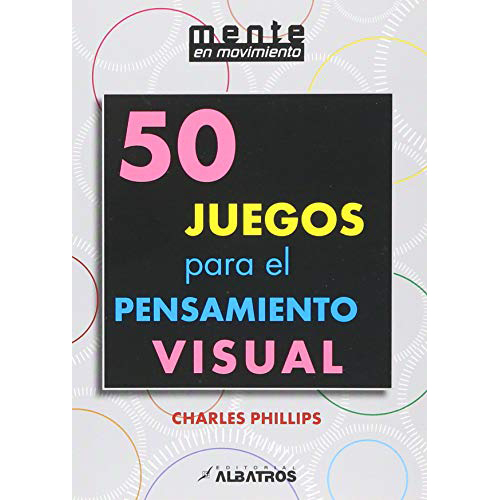 mente
en movimiento
50
JUEGOS
para el
PENSAMIENTO
VISUAL
CHARLES PHILLIPS
EDITORIAL
ALBATROS